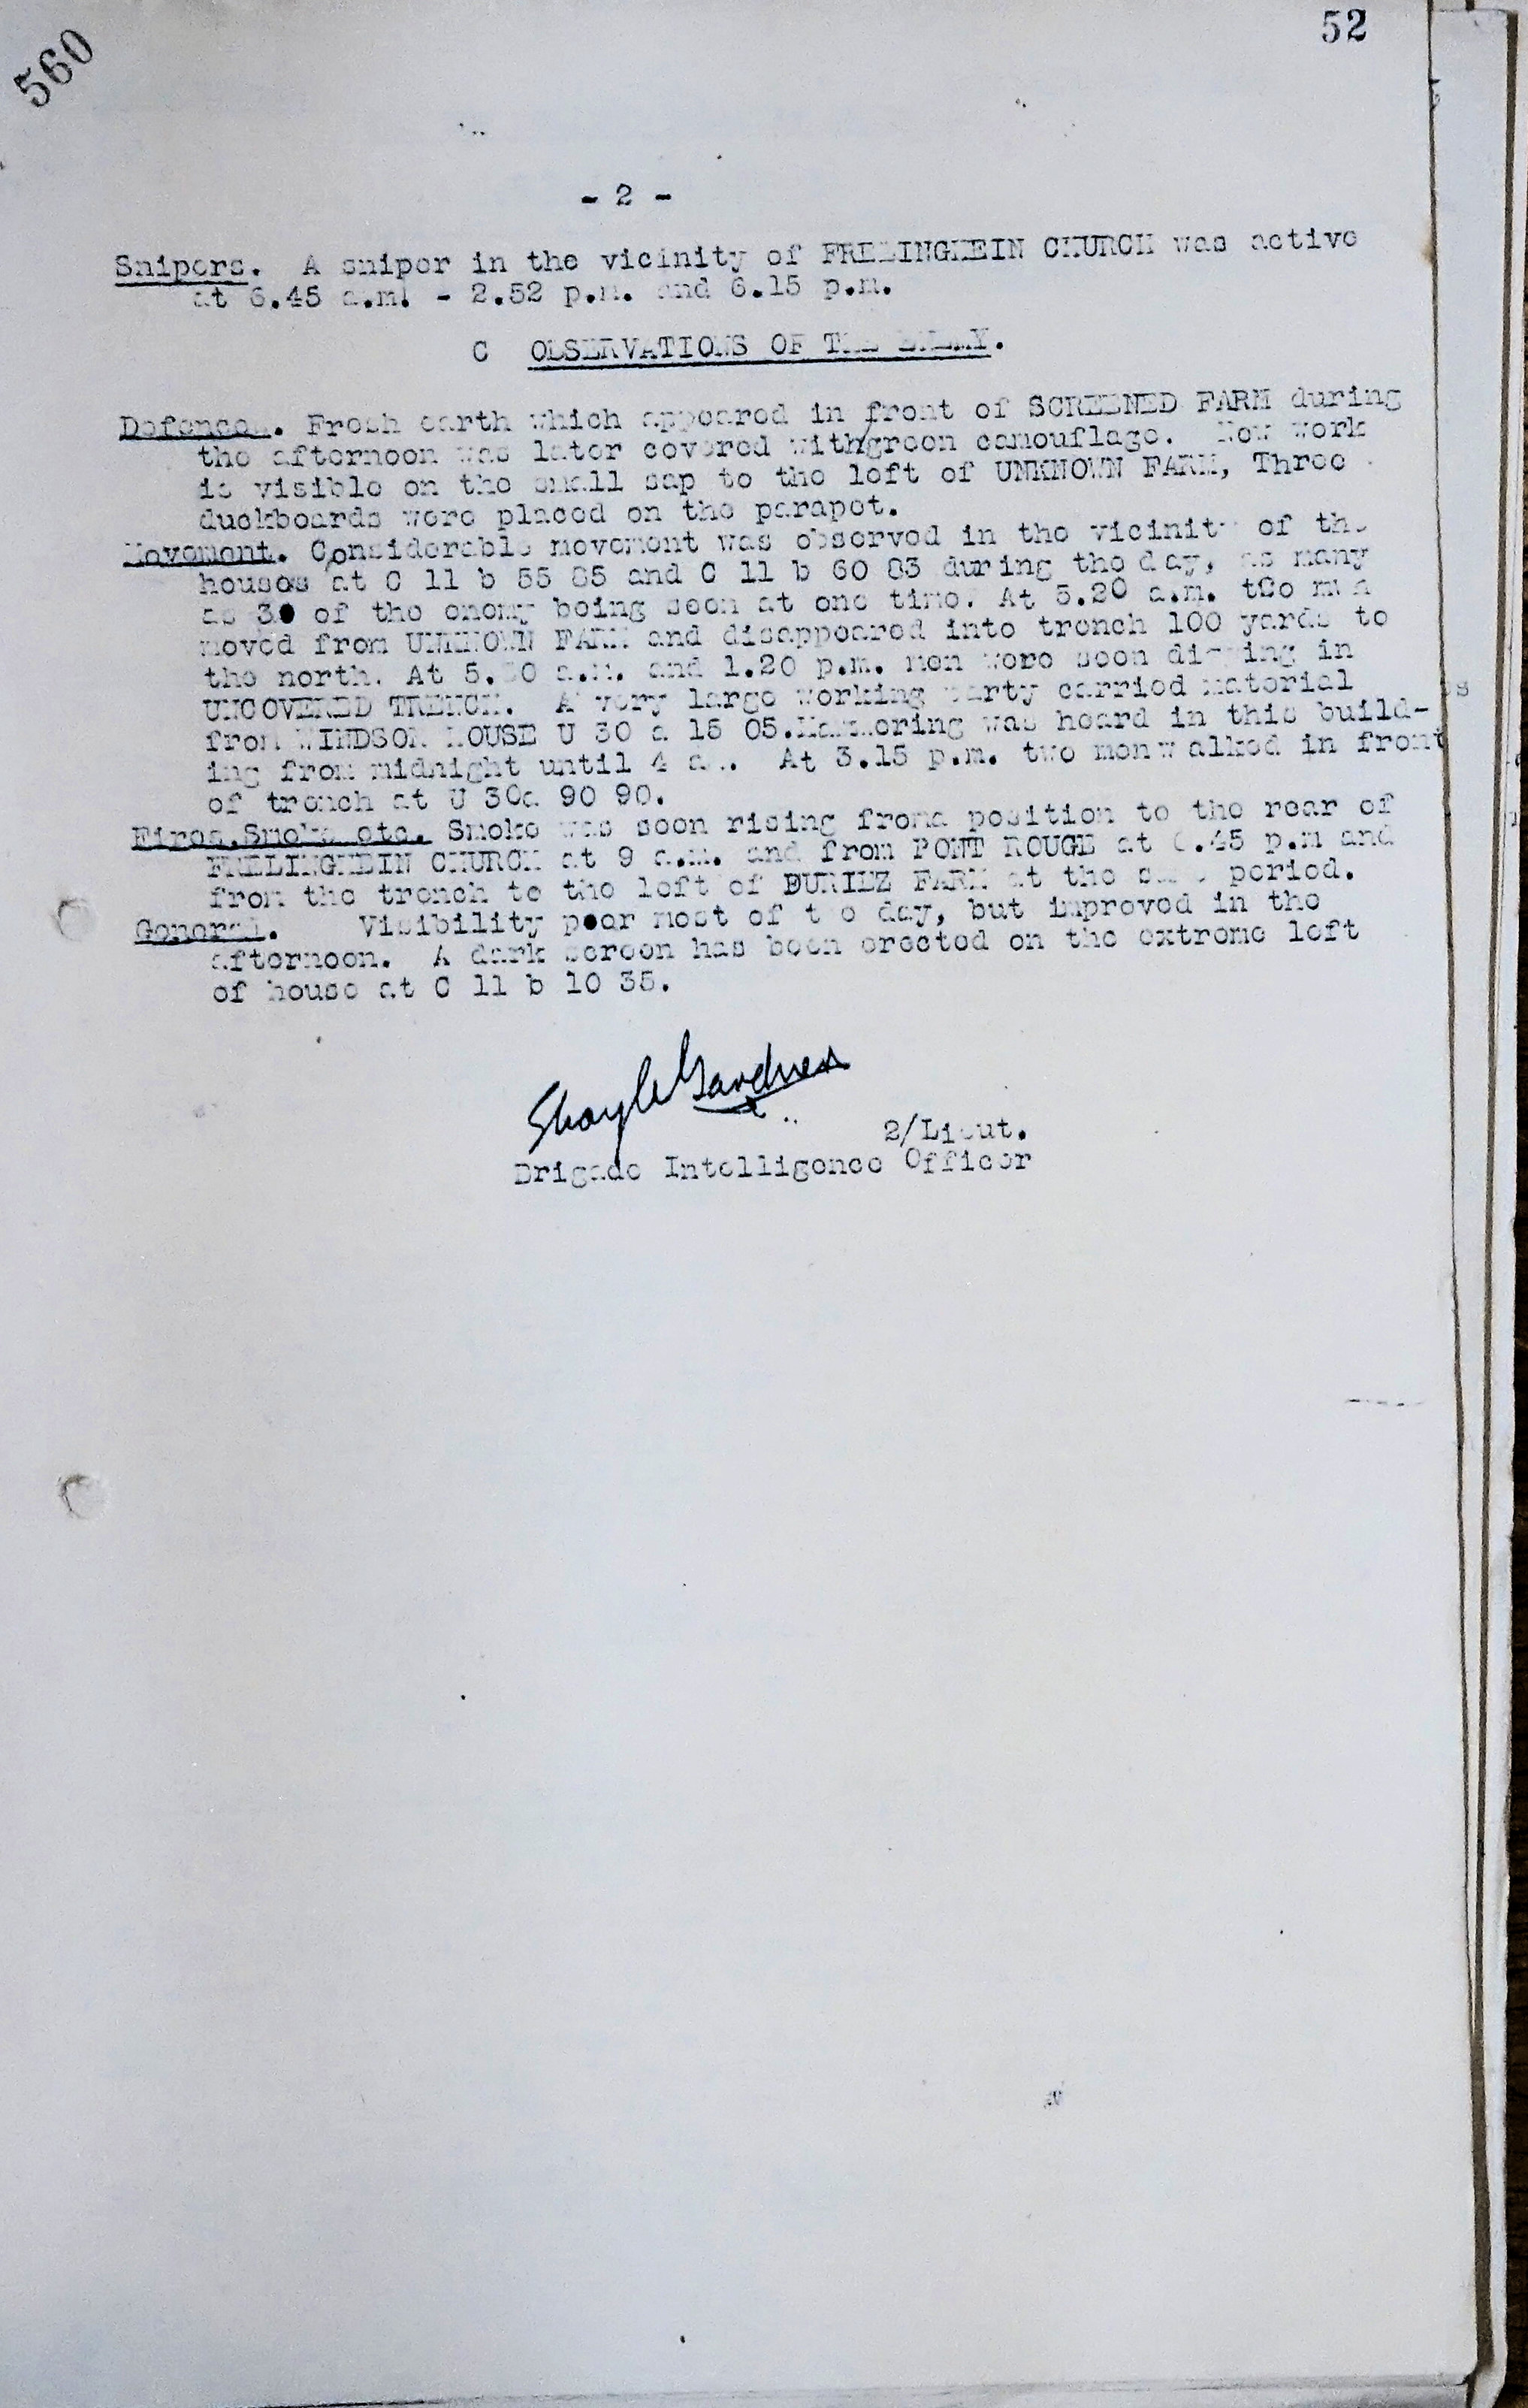 560
52
- 2 -
Snipers. A sniper in the vicinity of FRELINGHEIN CHURCH was active
at 6.45 a.m. - 2.52 p.m. and 6.15 p.m.
C OBSERVATIONS OF THE ENEMY.
Defences. Fresh earth which appeared in front of SCREENED FARM during
the afternoon was later covered with/green camouflage. New work
is visible on the small sap to the left of UNKNOWN FARM, Three
duckboards were placed on the parapet.
Movement. Considerable movement was observed in the vicinity of the
houses at C 11 b 55 85 and C 11 b 60 83 during the day, as many
as 30 of the enemy being seen at one time. At 5.20 a.m.
moved from UNKNOWN FARM and disappeared into trench 100 yards to
the north. At a.m. and 1.20 p.m. men were seen digging in
UNCOVERED TRENCH. A very large working party carried material
from WINDSOR HOUSE U 30 a 15 05.Hammering was heard in this build-
ing from midnight until 4 At 3.15 p.m. two men walked in front
of trench at U 30a 90 90.
Fires,Smoke etc. Smoke was seen rising froma position to the rear of
FRELINGHEIN CHURCH at 9 a.m. and from PONT ROUGE at p.m and
from the trench to the left of FARM at the same period.
General. Visibility poor most of the day, but improved in the
afternoon. A dark screen has been erected on the extreme left
of house at C 11 b 10 35.
Shayle Gardner
2/Lieut.
Brigade Intelligence Officer